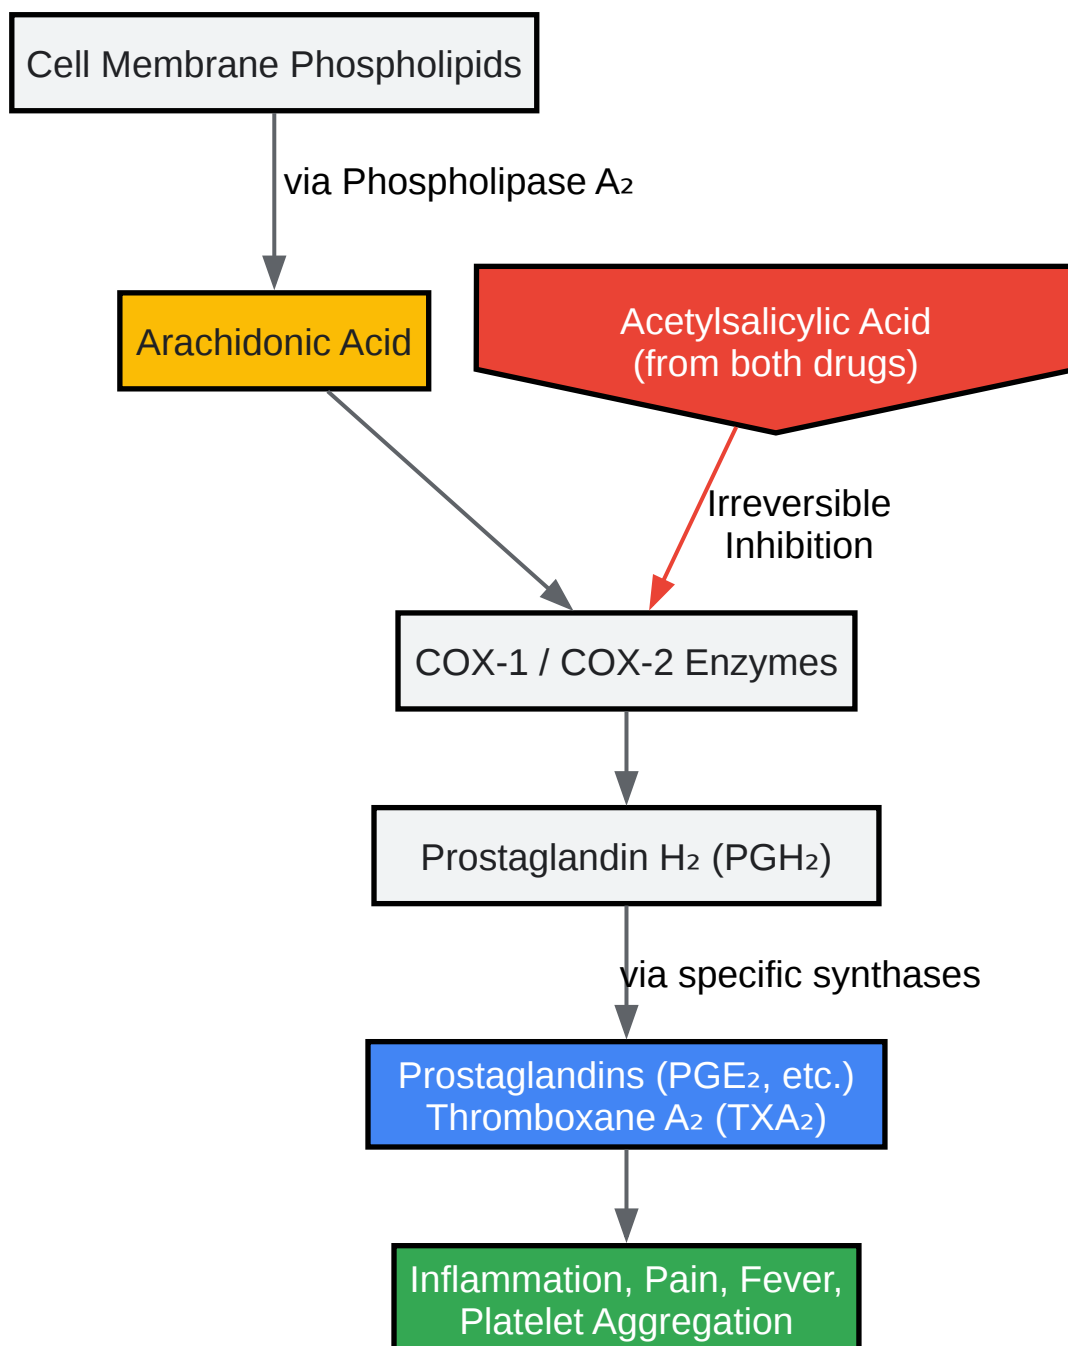 Cell Membrane Phospholipids
via Phospholipase A₂
Arachidonic Acid
Acetylsalicylic Acid
(from both drugs)
Irreversible
Inhibition
COX-1 / COX-2 Enzymes
Prostaglandin H₂ (PGH₂)
via specific synthases
Prostaglandins (PGE₂, etc.)
Thromboxane A₂ (TXA₂)
Inflammation, Pain, Fever,
Platelet Aggregation